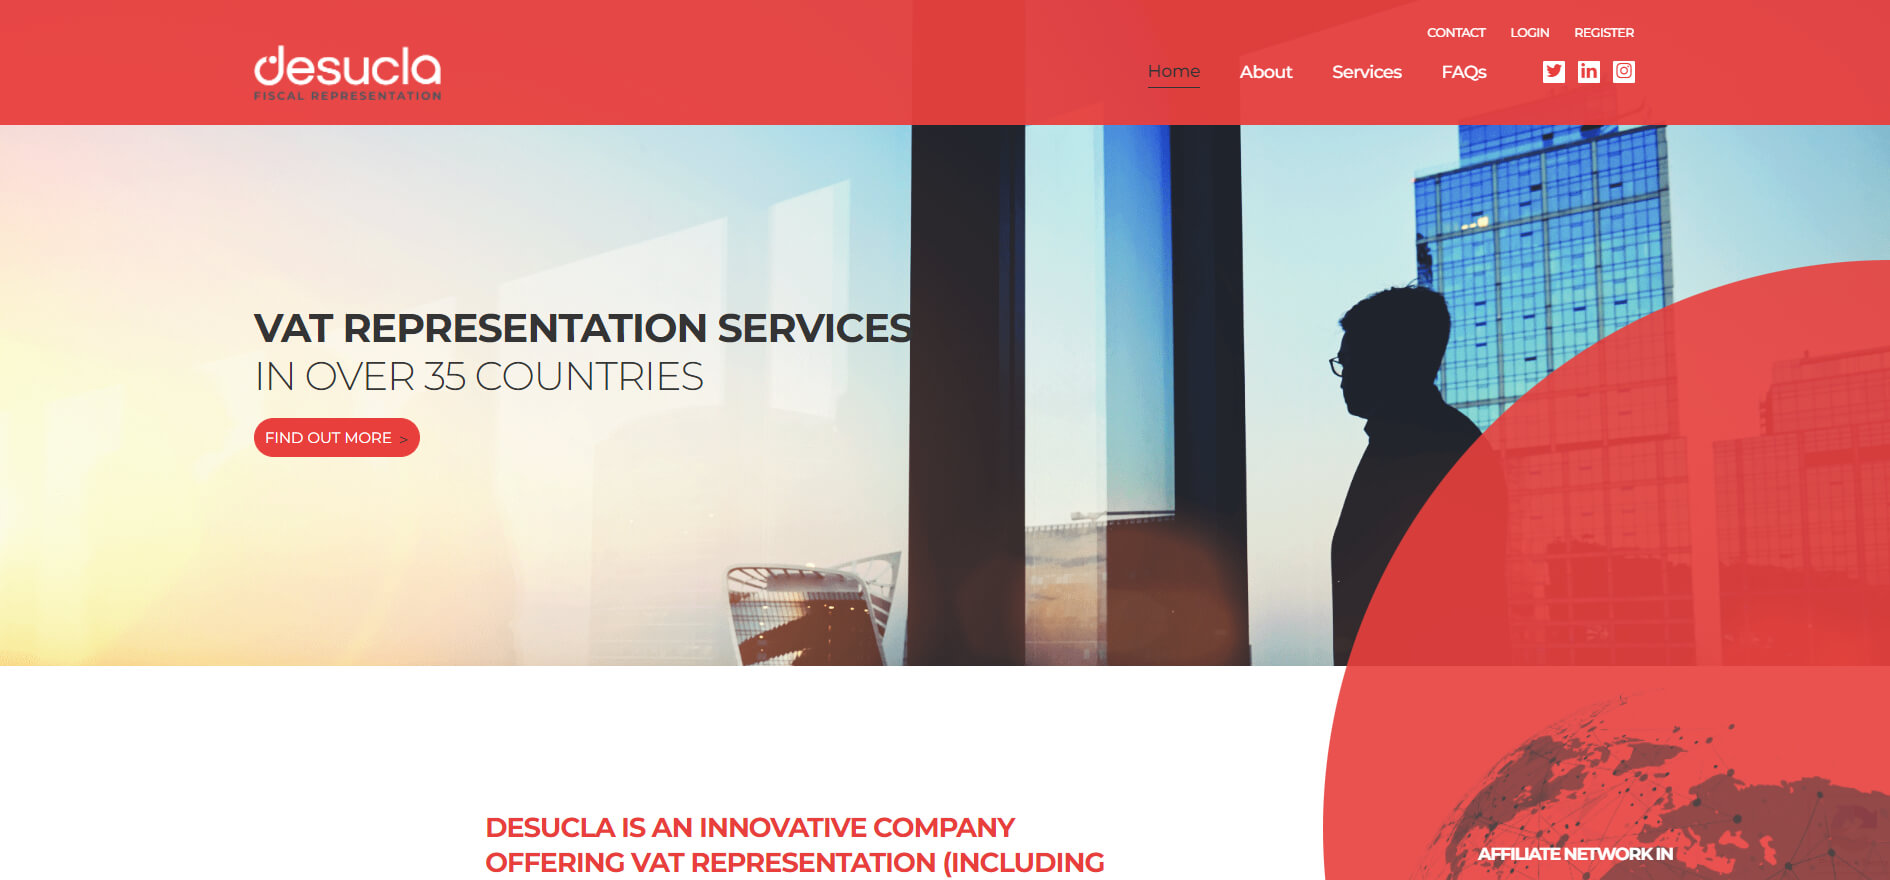 CONTACT LOGIN REGISTER
desucla
FISCAL REPRESENTATION
Home About Services FAQs
VAT REPRESENTATION SERVICES
IN OVER 35 COUNTRIES
FIND OUT MORE >
DESUCLA IS AN INNOVATIVE COMPANY
OFFERING VAT REPRESENTATION (INCLUDING
AFFILIATE NETWORK IN